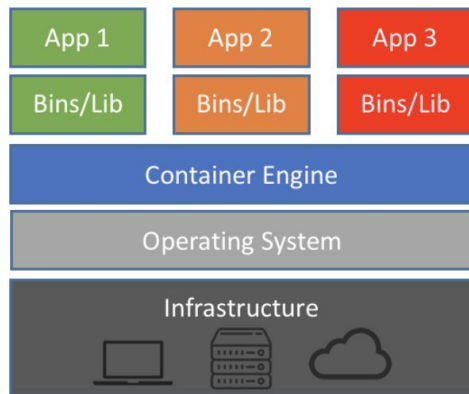 App 1 App 2 App 3
Bins/Lib Bins/Lib Bins/Lib
Container Engine
Operating System
Infrastructure